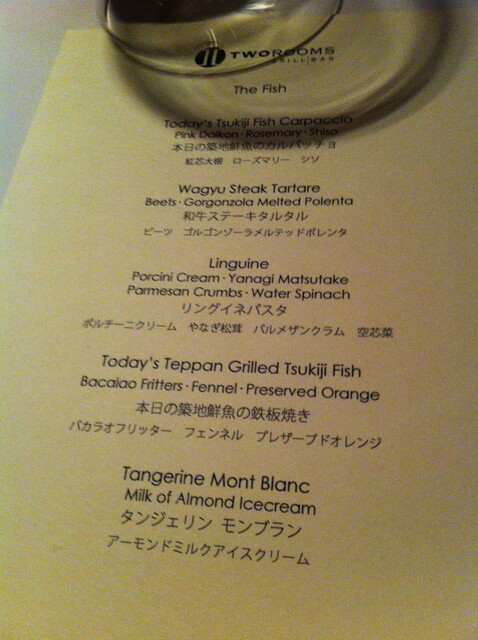 TWOROOMS
GRILL|BAR
The Fish
Today's Tsukiji Fish Carpaccio
Pink Daikon · Rosemary · Shiso
本日の築地鮮魚のカルパッチョ
紅芯大根 ローズマリー シソ
Wagyu Steak Tartare
Beets · Gorgonzola Melted Polenta
和牛ステーキタルタル
ビーツ ゴルゴンゾーラメルテッドポレンタ
Linguine
Porcini Cream · Yanagi Matsutake
Parmesan Crumbs · Water Spinach
リングイネパスタ
ポルチーニクリーム やなぎ松茸 パルメザンクラム 空芯菜
Today's Teppan Grilled Tsukiji Fish
Bacalao Fritters · Fennel · Preserved Orange
本日の築地鮮魚の鉄板焼き
バカラオフリッター フェンネル プレザーブドオレンジ
Tangerine Mont Blanc
Milk of Almond Icecream
タンジェリン モンブラン
アーモンドミルクアイスクリーム